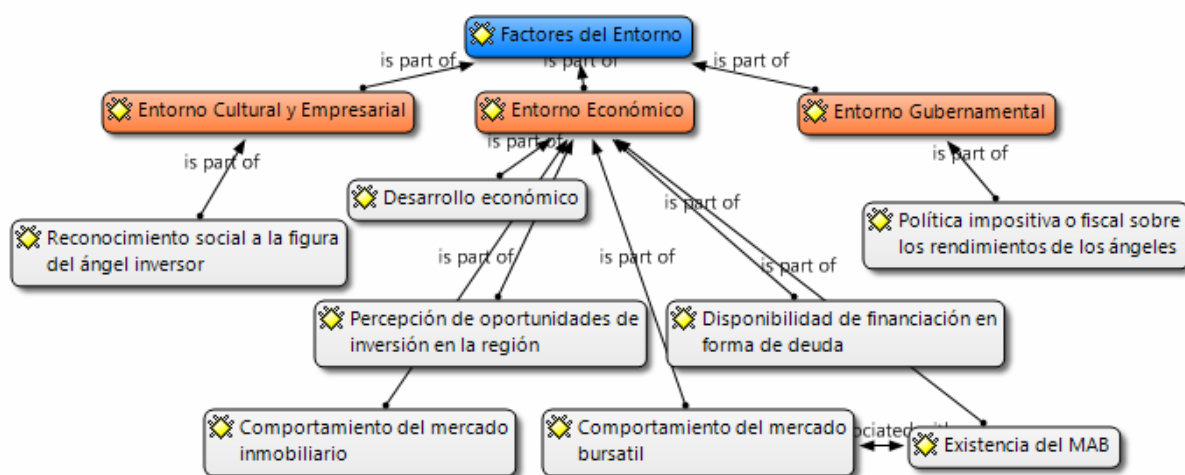 Factores del Entorno
is part of
is part of
is part of
Entorno Cultural y Empresarial
Entorno Económico
Entorno Gubernamental
is part of
is part of
is part of
Desarrollo económico
Reconocimiento social a la figura
del ángel inversor
Política impositiva o fiscal sobre
los rendimientos de los ángeles
is part of
is part of
is part of
is part of
Percepción de oportunidades de
inversión en la región
Disponibilidad de financiación en
forma de deuda
Comportamiento del mercado
inmobiliario
Comportamiento del mercado
bursatil
Existencia del MAB